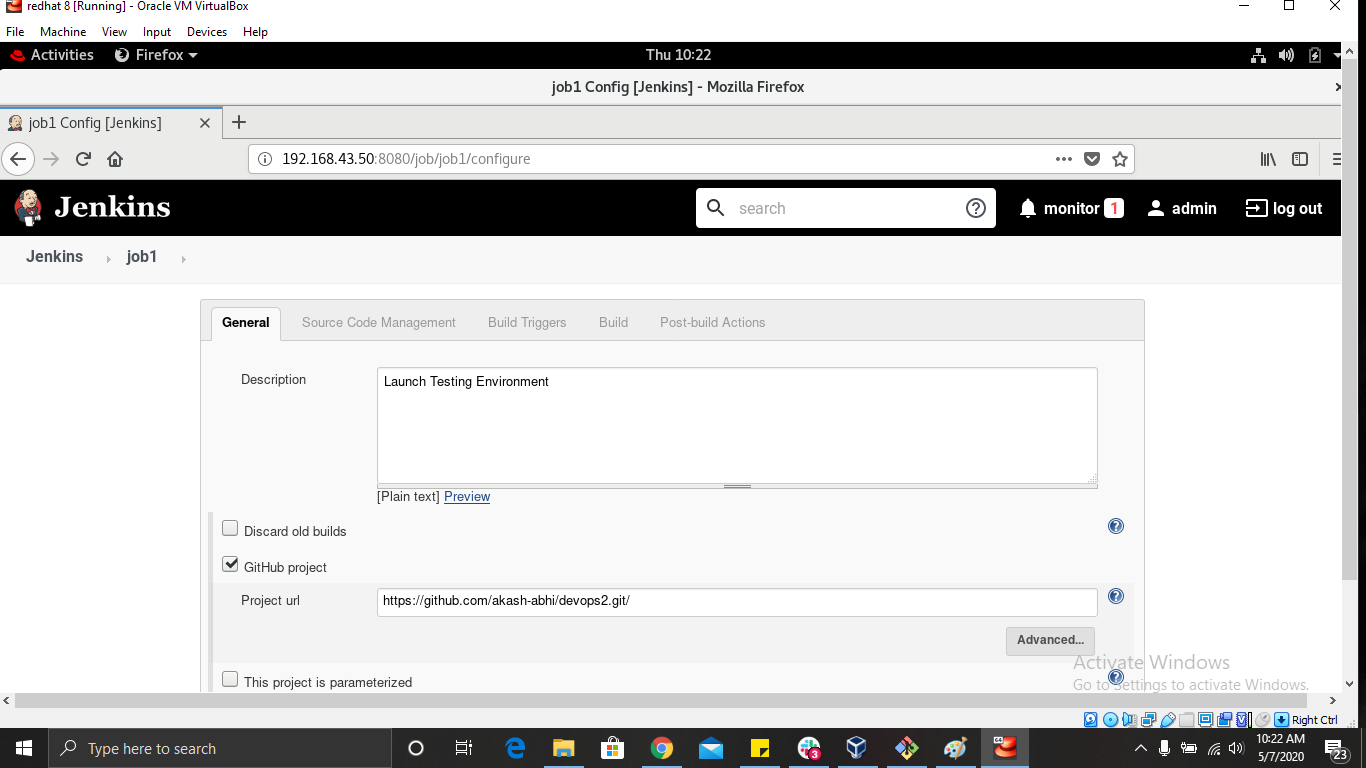 redhat 8 [Running] - Oracle VM VirtualBox
File Machine View Input Devices Help
Activities Firefox Thu 10:22
job1 Config [Jenkins] - Mozilla Firefox
job1 Config [Jenkins]
192.168.43.50:8080/job/job1/configure
Jenkins search monitor 1 admin log out
Jenkins job1
General Source Code Management Build Triggers Build Post-build Actions
Description Launch Testing Environment
[Plain text] Preview
Discard old builds
GitHub project
Project url https://github.com/akash-abhi/devops2.git/
Advanced...
Activate Windows
This project is parameterized Go to Settings to activate Windows.
Right Ctrl
Type here to search 3 10:22 AM
5/7/2020 23